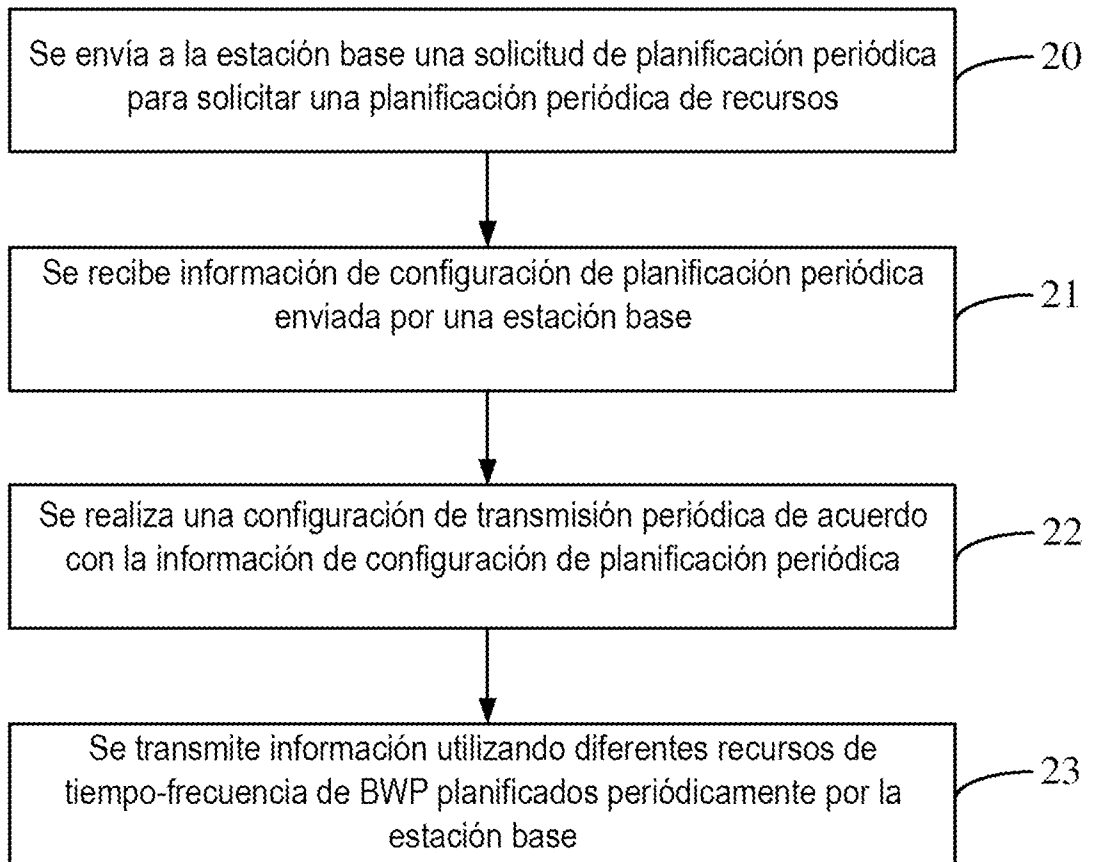 Se envía a la estación base una solicitud de planificación periódica
para solicitar una planificación periódica de recursos
20
Se recibe información de configuración de planificación periódica
enviada por una estación base
21
Se realiza una configuración de transmisión periódica de acuerdo
con la información de configuración de planificación periódica
22
Se transmite información utilizando diferentes recursos de
tiempo-frecuencia de BWP planificados periódicamente por la
estación base
23